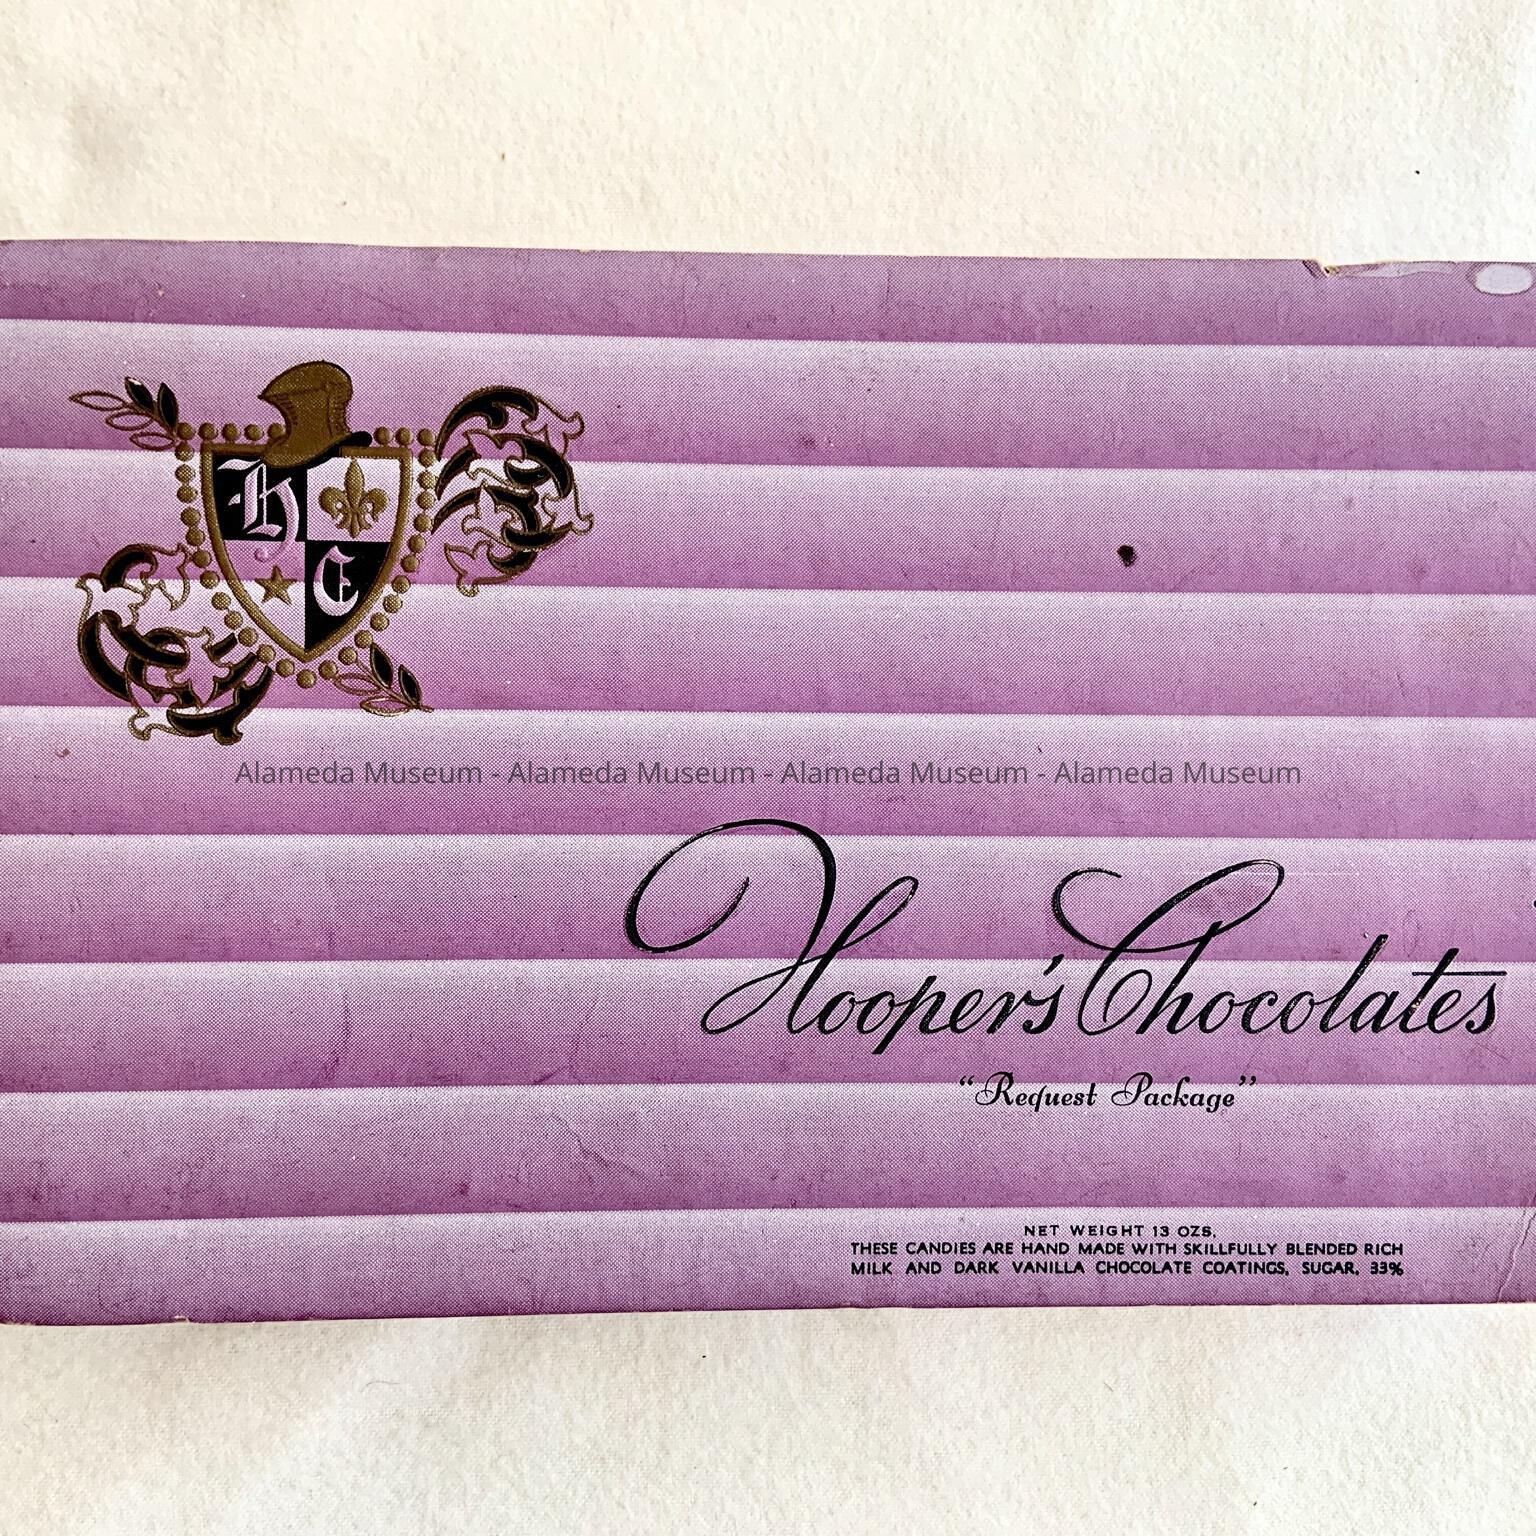 H
C
Alameda Museum - Alameda Museum - Alameda Museum - Alameda Museum
Hooper's Chocolates
“Request Package”
NET WEIGHT 13 OZS.
THESE CANDIES ARE HAND MADE WITH SKILLFULLY BLENDED RICH
MILK AND DARK VANILLA CHOCOLATE COATINGS, SUGAR, 33%